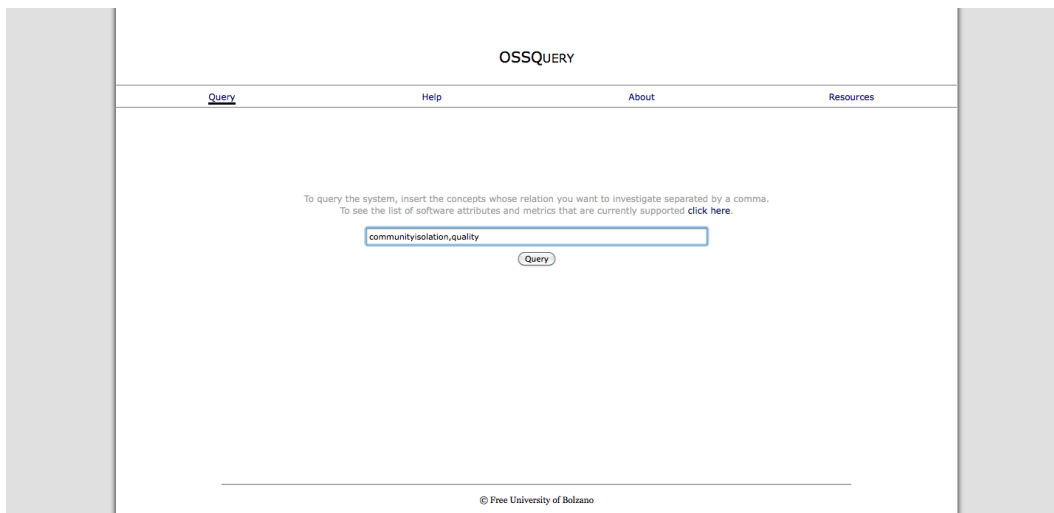 OSSQUERY
Query Help About Resources
To query the system, insert the concepts whose relation you want to investigate separated by a comma.
To see the list of software attributes and metrics that are currently supported click here.
communityisolation,quality
Query
© Free University of Bolzano